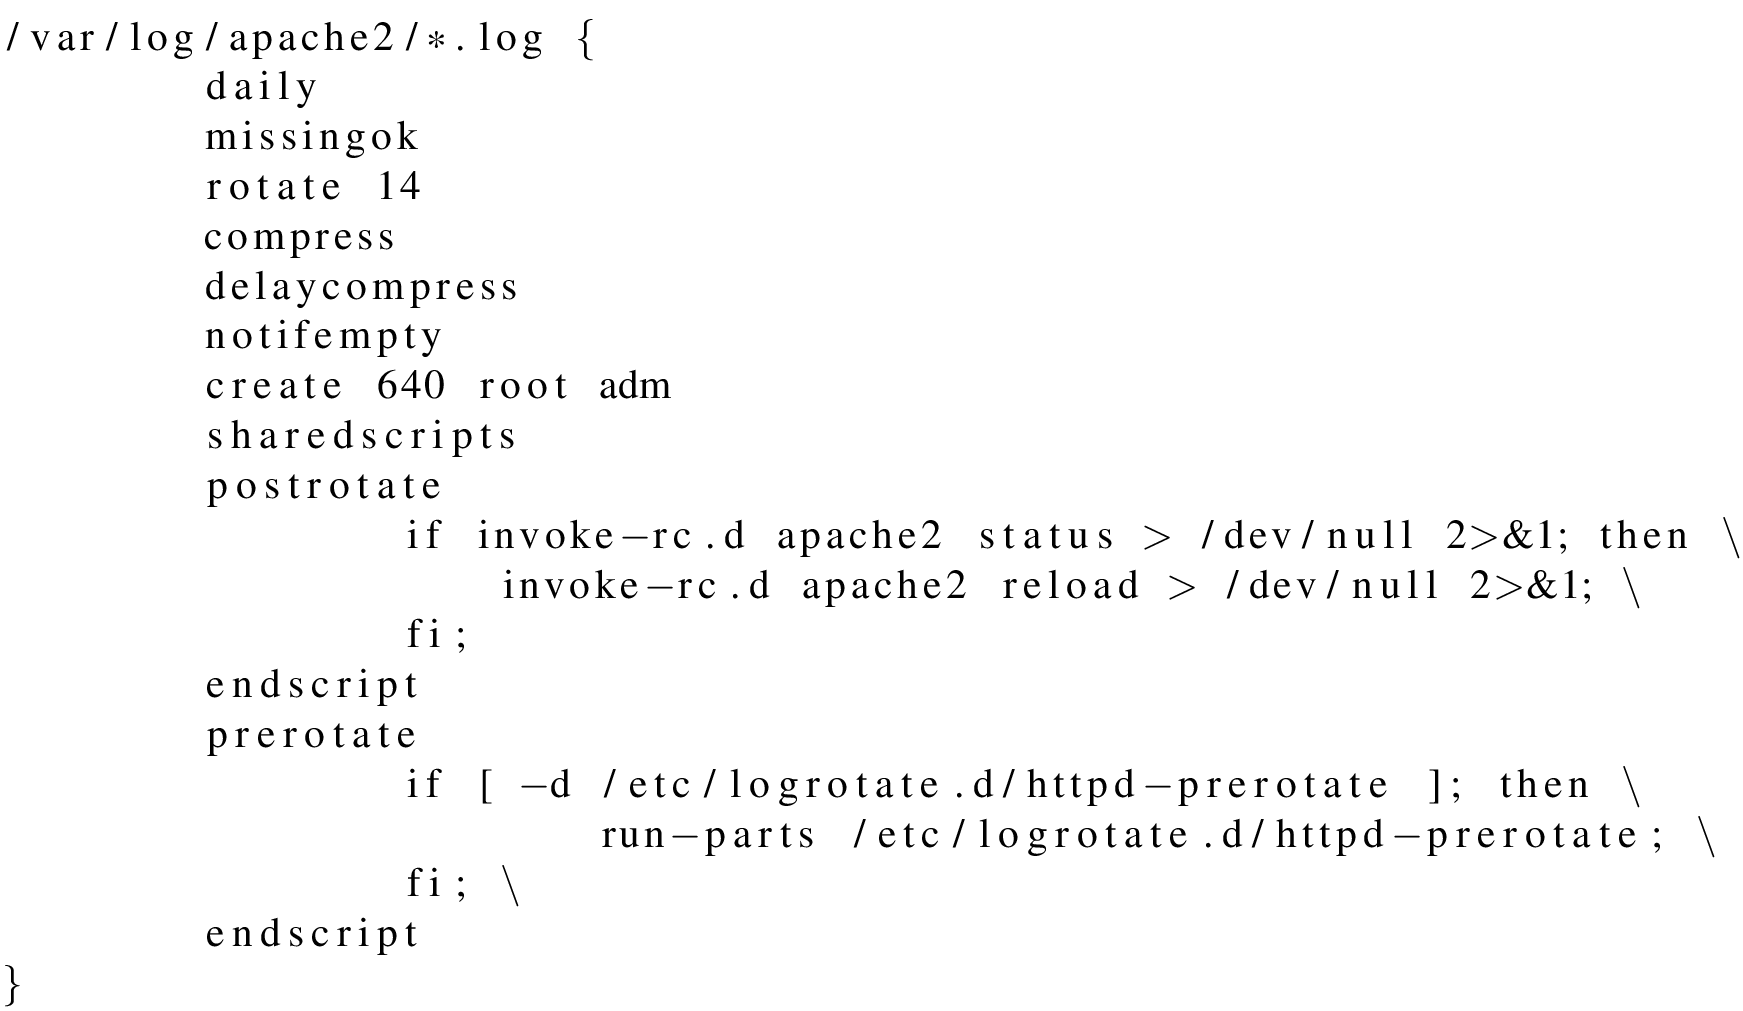 /var/log/apache2/*.log {
        daily
        missingok
        rotate 14
        compress
        delaycompress
        notifempty
        create 640 root adm
        sharedscripts
        postrotate
                if invoke-rc.d apache2 status > /dev/null 2>&1; then \
                    invoke-rc.d apache2 reload > /dev/null 2>&1; \
                fi;
        endscript
        prerotate
                if [ -d /etc/logrotate.d/httpd-prerotate ]; then \
                        run-parts /etc/logrotate.d/httpd-prerotate; \
                fi; \
        endscript
}